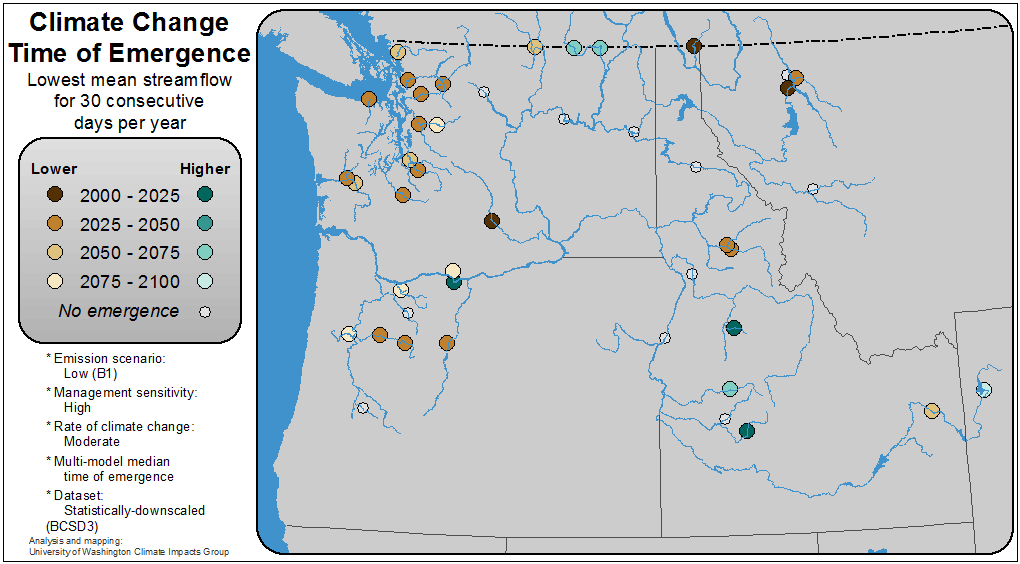 Climate Change
Time of Emergence
Lowest mean streamflow
for 30 consecutive
days per year
Lower Higher
2000 - 2025
2025 - 2050
2050 - 2075
2075 - 2100
No emergence
* Emission scenario:
Low (B1)
* Management sensitivity:
High
* Rate of climate change:
Moderate
* Multi-model median
time of emergence
* Dataset:
Statistically-downscaled
(BCSD3)
Analysis and mapping:
University of Washington Climate Impacts Group